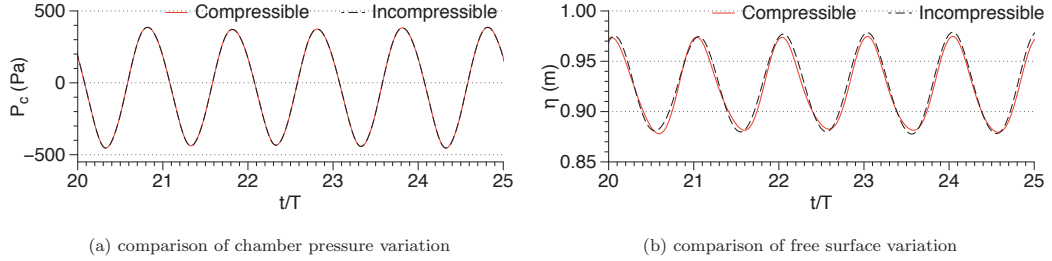 500
0
−500
P_c (Pa)
Compressible
Incompressible
20 21 22 23 24 25
t/T
(a) comparison of chamber pressure variation
1.00
0.95
0.90
0.85
η (m)
Compressible
Incompressible
20 21 22 23 24 25
t/T
(b) comparison of free surface variation